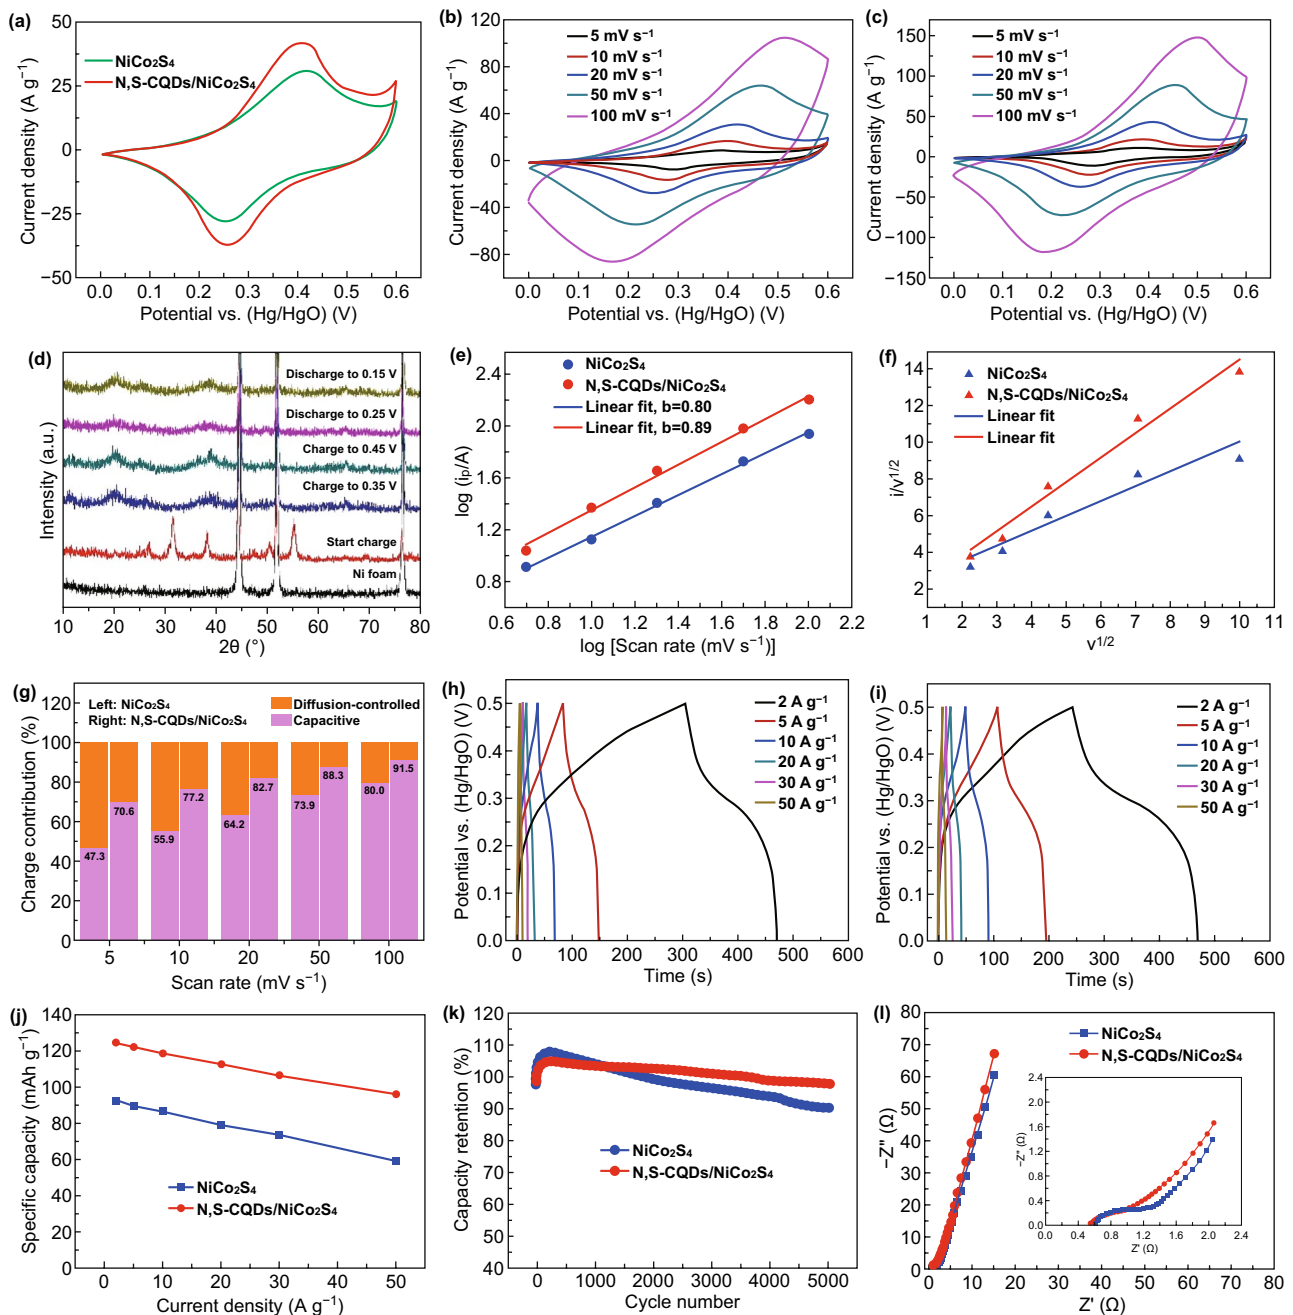 (a)
50
25
0
−25
−50
Current density (A g⁻¹)
NiCo₂S₄
N,S-CQDs/NiCo₂S₄
0.0 0.1 0.2 0.3 0.4 0.5 0.6
Potential vs. (Hg/HgO) (V)
(b)
120
80
40
0
−40
−80
Current density (A g⁻¹)
5 mV s⁻¹
10 mV s⁻¹
20 mV s⁻¹
50 mV s⁻¹
100 mV s⁻¹
0.0 0.1 0.2 0.3 0.4 0.5 0.6
Potential vs. (Hg/HgO) (V)
(c)
150
100
50
0
−50
−100
−150
Current density (A g⁻¹)
5 mV s⁻¹
10 mV s⁻¹
20 mV s⁻¹
50 mV s⁻¹
100 mV s⁻¹
0.0 0.1 0.2 0.3 0.4 0.5 0.6
Potential vs. (Hg/HgO) (V)
(d)
Intensity (a.u.)
Discharge to 0.15 V
Discharge to 0.25 V
Charge to 0.45 V
Charge to 0.35 V
Start charge
Ni foam
10 20 30 40 50 60 70 80
2θ (°)
(e)
2.4
2.0
1.6
1.2
0.8
log (iₚ/A)
NiCo₂S₄
N,S-CQDs/NiCo₂S₄
Linear fit, b=0.80
Linear fit, b=0.89
0.6 0.8 1.0 1.2 1.4 1.6 1.8 2.0 2.2
log [Scan rate (mV s⁻¹)]
(f)
14
12
10
8
6
4
2
i/v^1/2
NiCo₂S₄
N,S-CQDs/NiCo₂S₄
Linear fit
Linear fit
1 2 3 4 5 6 7 8 9 10 11
v^1/2
(g)
120
100
80
60
40
20
0
Charge contribution (%)
Left: NiCo₂S₄
Right: N,S-CQDs/NiCo₂S₄
Diffusion-controlled
Capacitive
47.3 70.6 55.9 77.2 64.2 82.7 73.9 88.3 80.0 91.5
5 10 20 50 100
Scan rate (mV s⁻¹)
(h)
0.5
0.4
0.3
0.2
0.1
0.0
Potential vs. (Hg/HgO) (V)
2 A g⁻¹
5 A g⁻¹
10 A g⁻¹
20 A g⁻¹
30 A g⁻¹
50 A g⁻¹
0 100 200 300 400 500 600
Time (s)
(i)
0.5
0.4
0.3
0.2
0.5
0.0
Potential vs. (Hg/HgO) (V)
2 A g⁻¹
5 A g⁻¹
10 A g⁻¹
20 A g⁻¹
30 A g⁻¹
50 A g⁻¹
0 100 200 300 400 500 600
Time (s)
(j)
140
120
100
80
60
40
20
0
Specific capacity (mAh g⁻¹)
NiCo₂S₄
N,S-CQDs/NiCo₂S₄
0 10 20 30 40 50
Current density (A g⁻¹)
(k)
120
110
100
90
80
70
60
50
40
Capacity retention (%)
NiCo₂S₄
N,S-CQDs/NiCo₂S₄
0 1000 2000 3000 4000 5000
Cycle number
(l)
−80
70
60
50
40
30
20
10
0
−Z″ (Ω)
NiCo₂S₄
N,S-CQDs/NiCo₂S₄
−2.4
−2.0
−1.6
−1.2
−0.8
−0.4
0.0
−Z″ (Ω)
0.0 0.4 0.8 1.2 1.6 2.0 2.4
Z′ (Ω)
0 5 10 15 20 25 30 35 40
Z′ (Ω)